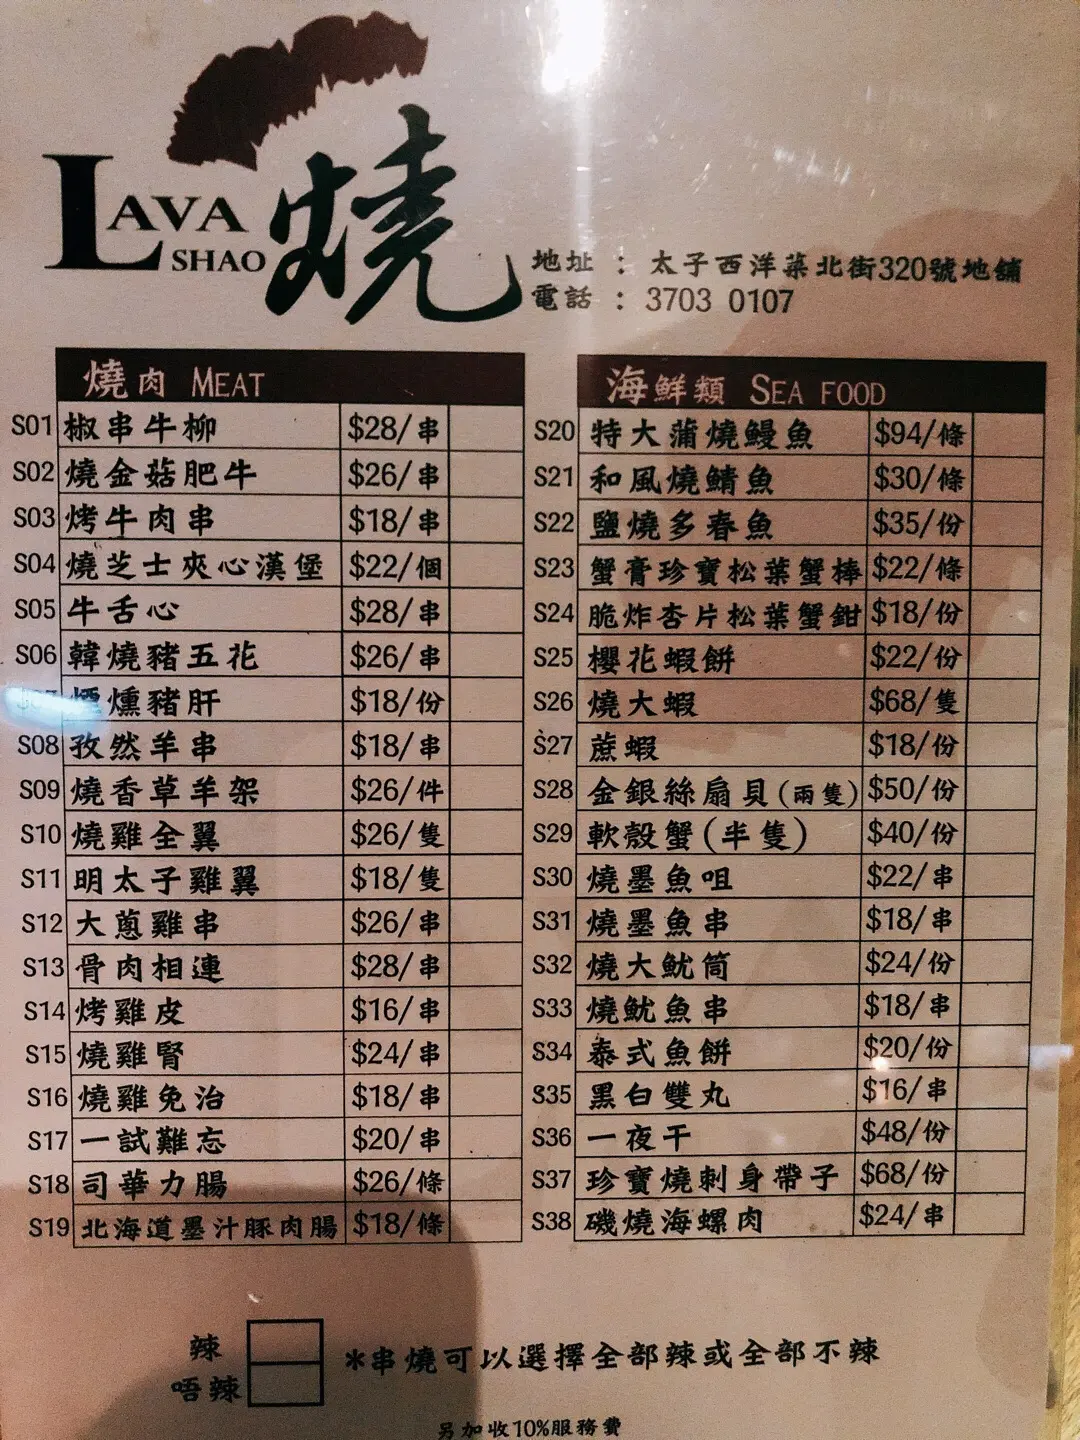 LAVA
SHAO
燒
地址 : 太子西洋菜北街320號地舖
電話 : 3703 0107
燒肉 MEAT
S01 椒串牛柳 $28/串
S02 燒金菇肥牛 $26/串
S03 烤牛肉串 $18/串
S04 燒芝士夾心漢堡 $22/個
S05 牛舌心 $28/串
S06 韓燒豬五花 $26/串
煙燻豬肝 $18/份
S08 孜然羊串 $18/串
S09 燒香草羊架 $26/件
S10 燒雞全翼 $26/隻
S11 明太子雞翼 $18/隻
S12 大蔥雞串 $26/串
S13 骨肉相連 $28/串
S14 烤雞皮 $16/串
S15 燒雞腎 $24/串
S16 燒雞免治 $18/串
S17 一試難忘 $20/串
S18 司華力腸 $26/條
S19 北海道墨汁豚肉腸 $18/條
海鮮類 SEA FOOD
S20 特大蒲燒鰻魚 $94/條
S21 和風燒鯖魚 $30/條
S22 鹽燒多春魚 $35/份
S23 蟹膏珍寶松葉蟹棒 $22/條
S24 脆炸杏片松葉蟹鉗 $18/份
S25 櫻花蝦餅 $22/份
S26 燒大蝦 $68/隻
S27 蔗蝦 $18/份
S28 金銀絲扇貝(兩隻) $50/份
S29 軟殼蟹(半隻) $40/份
S30 燒墨魚咀 $22/串
S31 燒墨魚串 $18/串
S32 燒大魷筒 $24/份
S33 燒魷魚串 $18/串
S34 泰式魚餅 $20/份
S35 黑白雙丸 $16/串
S36 一夜干 $48/份
S37 珍寶燒刺身帶子 $68/份
S38 磯燒海螺肉 $24/串
辣
唔辣
*串燒可以選擇全部辣或全部不辣
另加收10%服務費